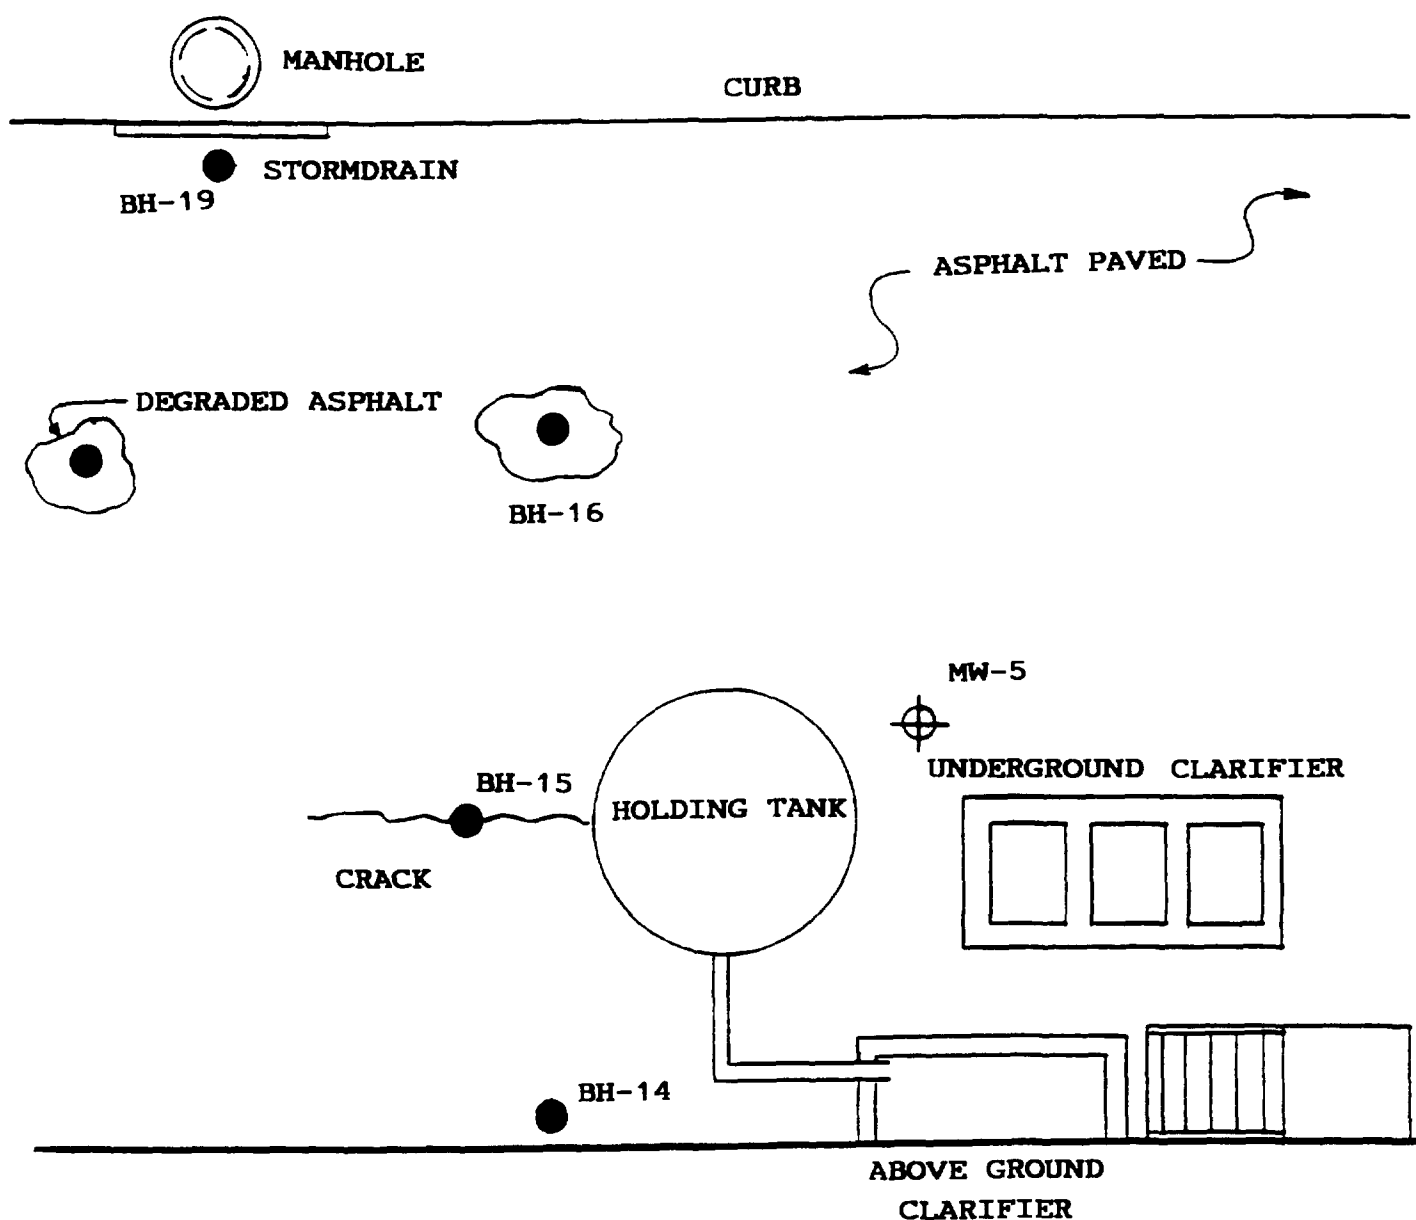 MANHOLE
CURB
STORMDRAIN
BH-19
ASPHALT PAVED
DEGRADED ASPHALT
BH-16
MW-5
UNDERGROUND CLARIFIER
BH-15
HOLDING TANK
CRACK
BH-14
ABOVE GROUND
CLARIFIER